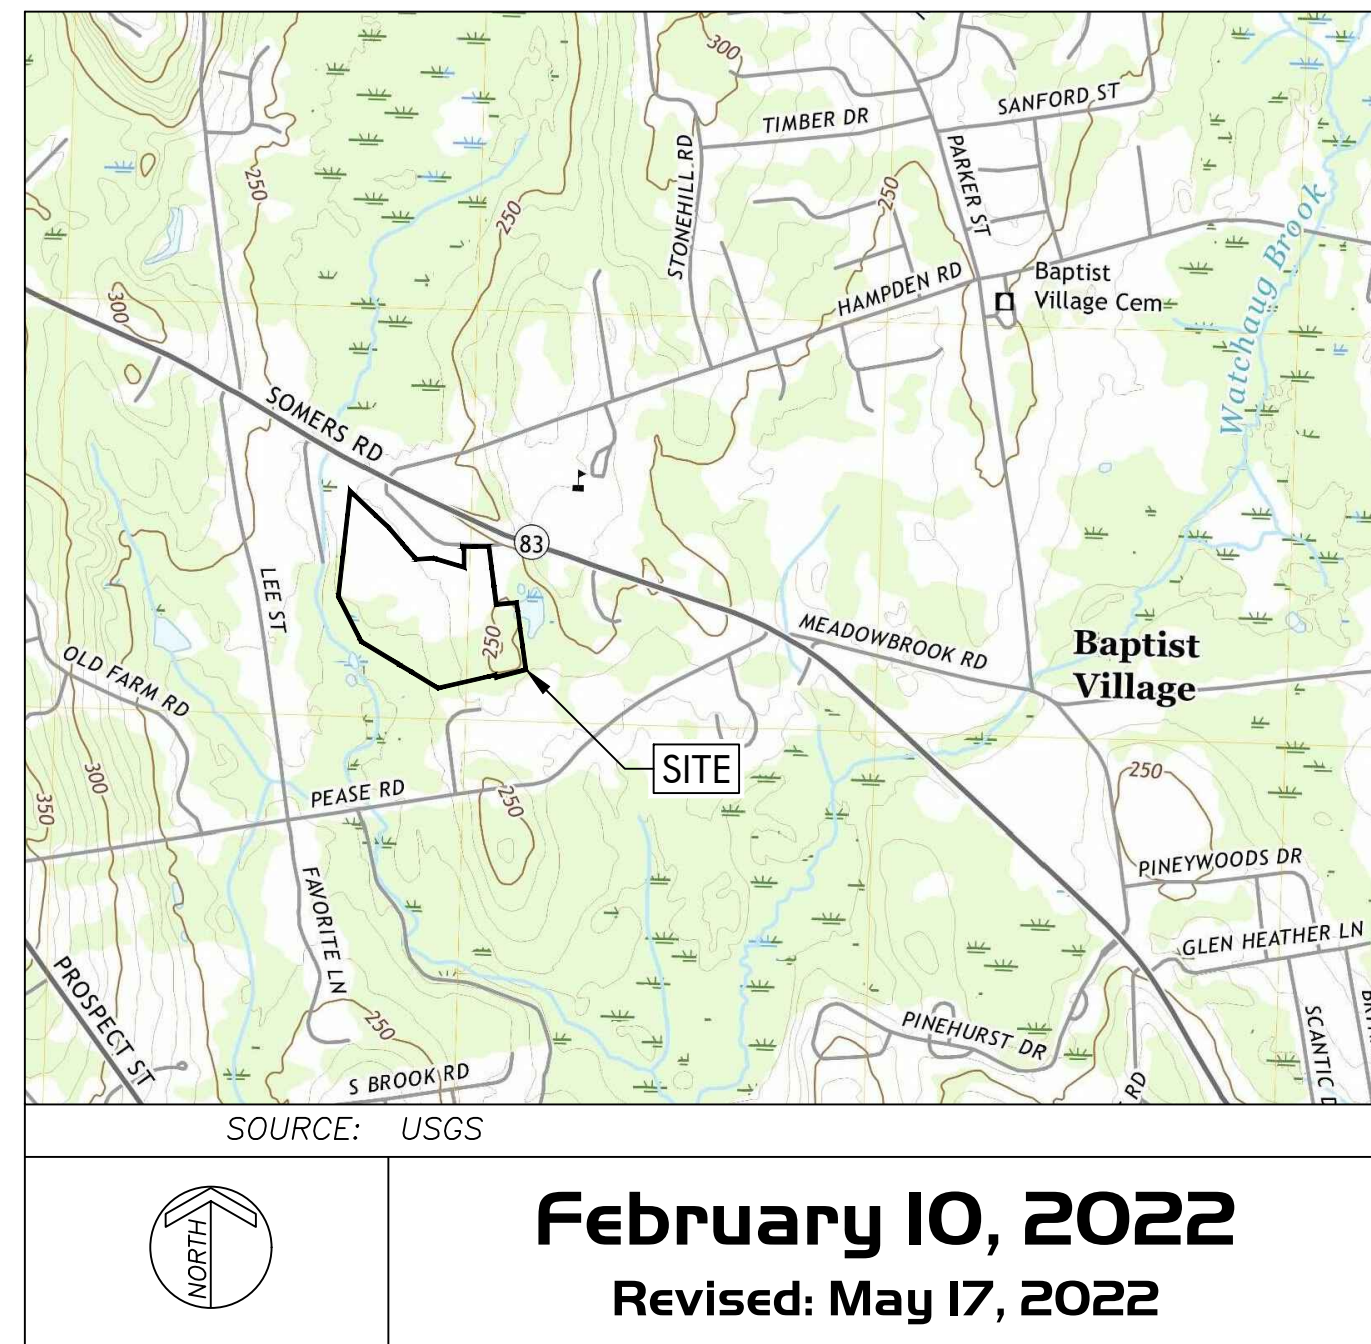 300
TIMBER DR
SANFORD ST
PARKER ST
STONEHILL RD
250
250
250
HAMPDEN RD
Baptist
Village Cem
Watchaug Brook
300
SOMERS RD
83
LEE ST
OLD FARM RD
250
MEADOWBROOK RD
Baptist
Village
SITE
300
350
PEASE RD
250
250
PINEYWOODS DR
FAVORITE LN
GLEN HEATHER LN
PROSPECT ST
250
PINEHURST DR
SCANTIC
S BROOK RD
RD
SOURCE: USGS
NORTH
February 10, 2022
Revised: May 17, 2022